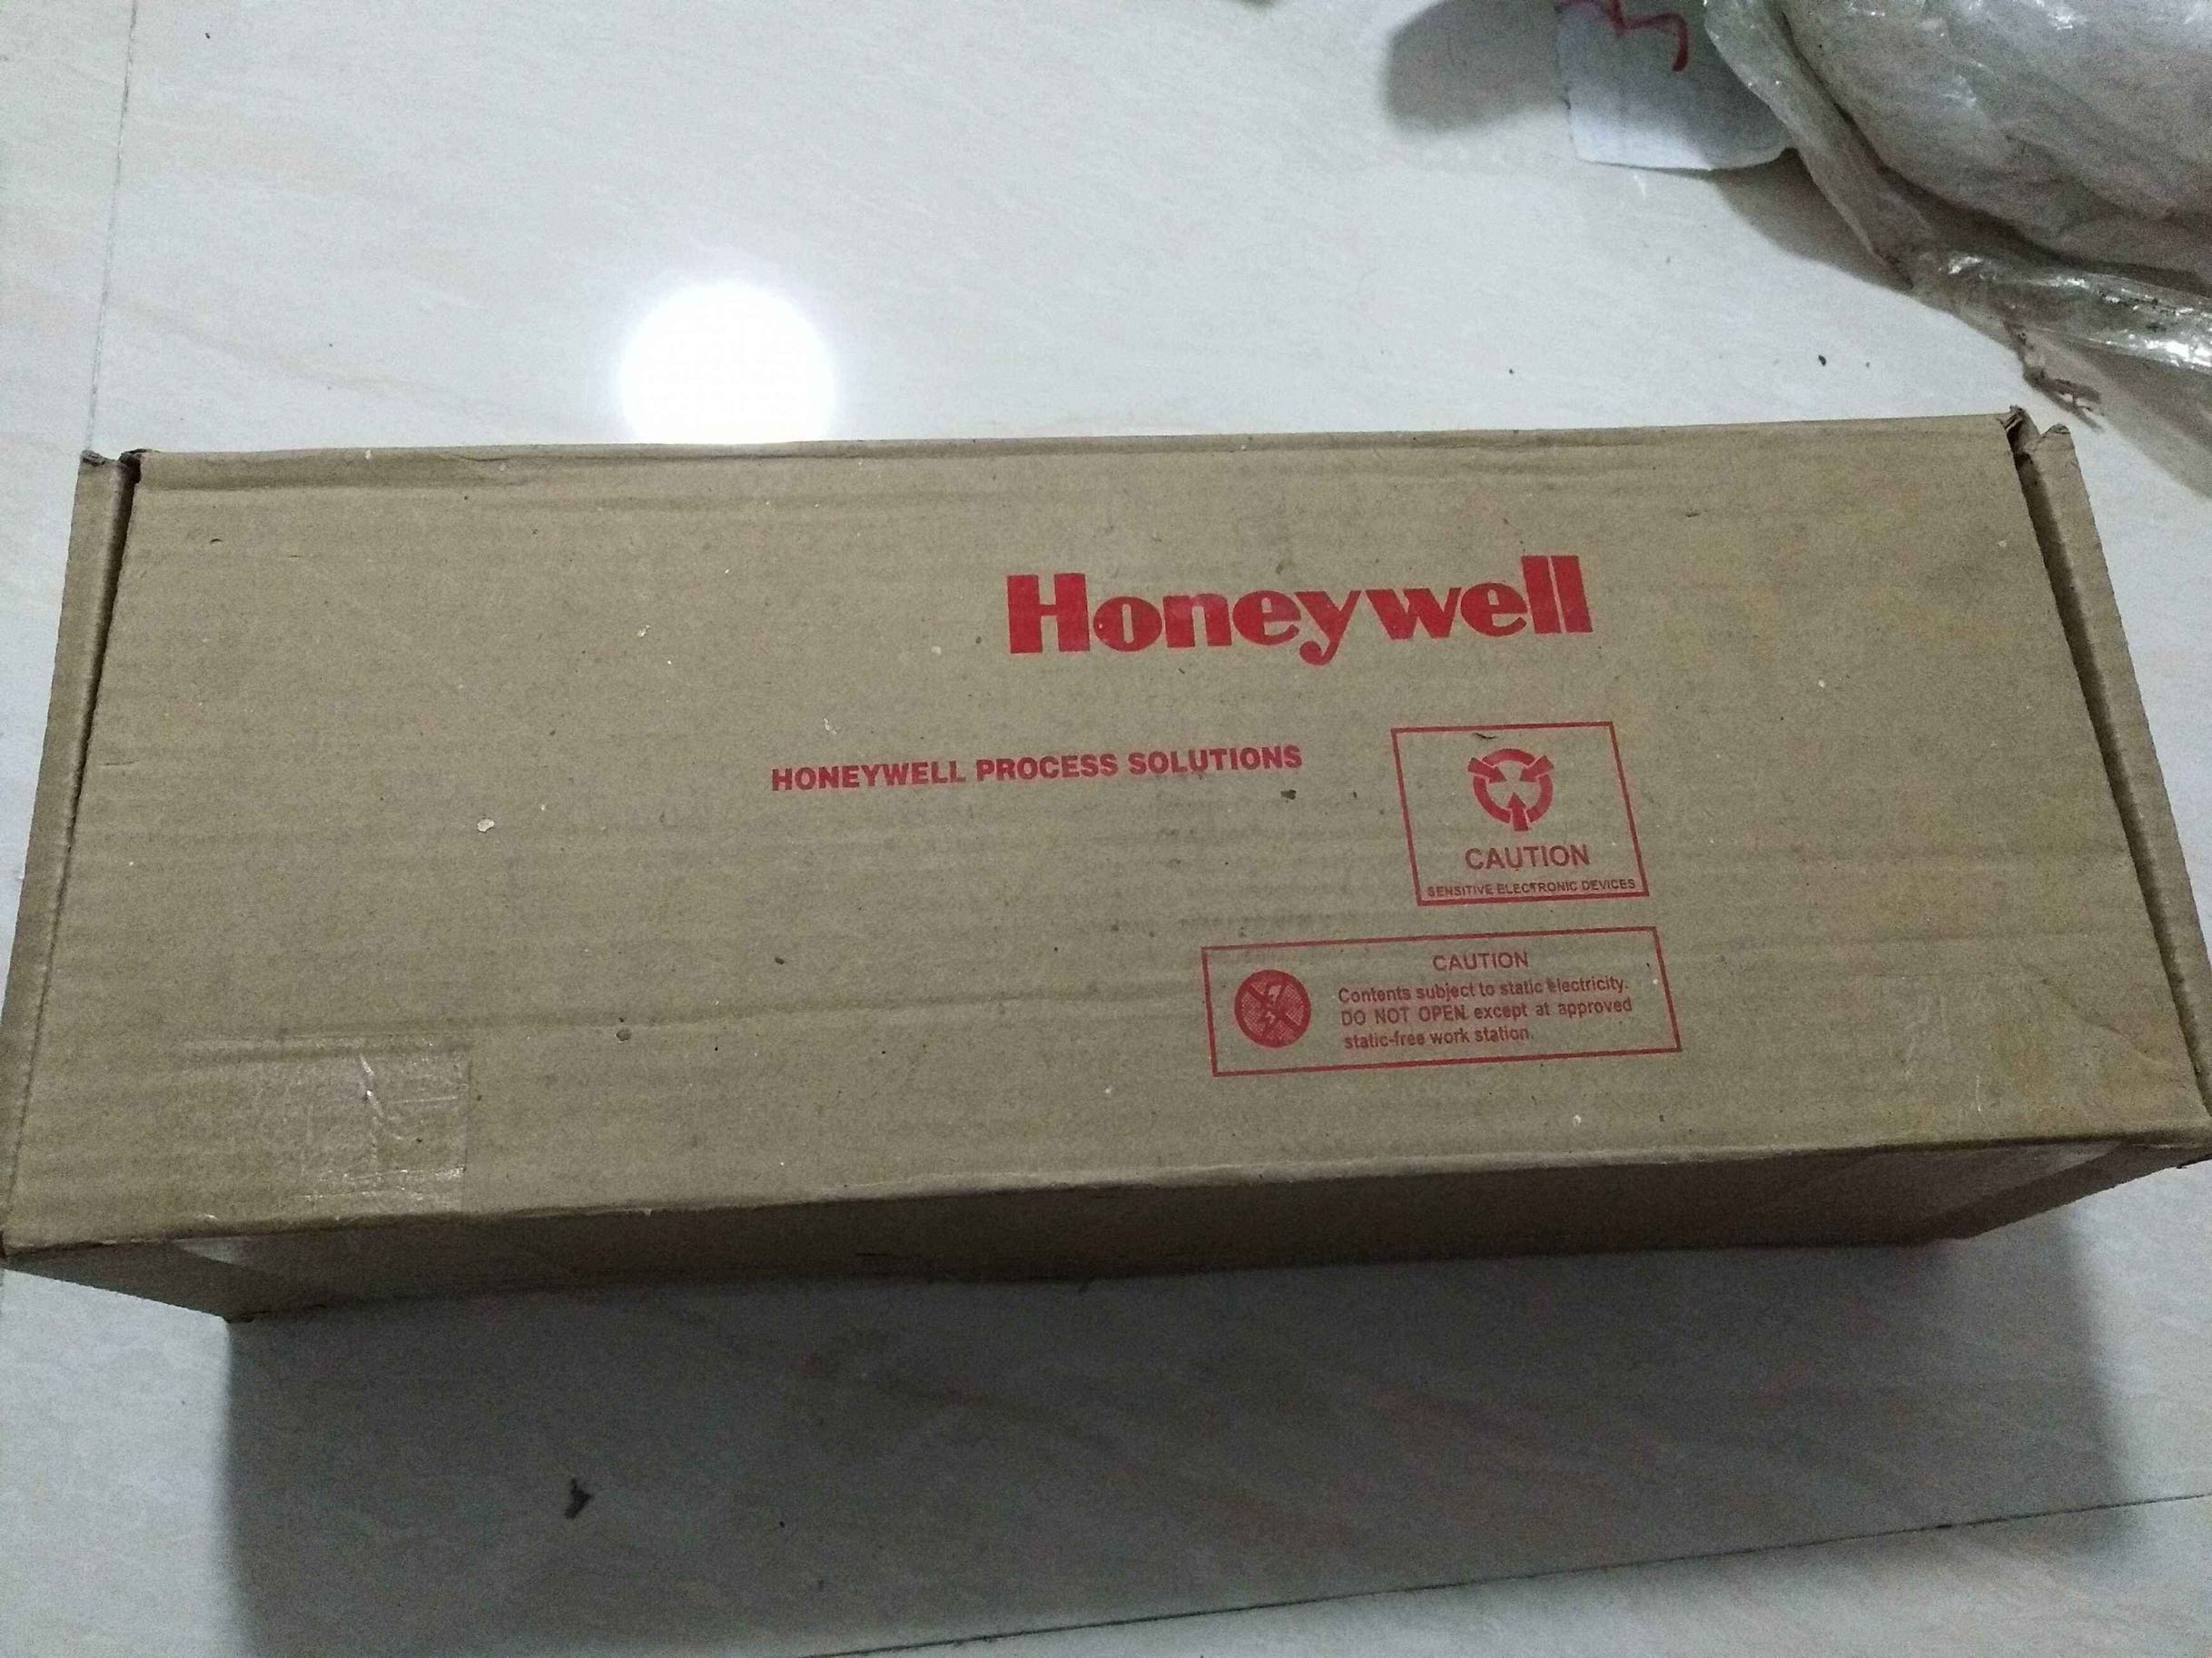 Honeywell
HONEYWELL PROCESS SOLUTIONS
CAUTION
SENSITIVE ELECTRONIC DEVICES
CAUTION
Contents subject to static electricity.
DO NOT OPEN except at approved
static-free work station.